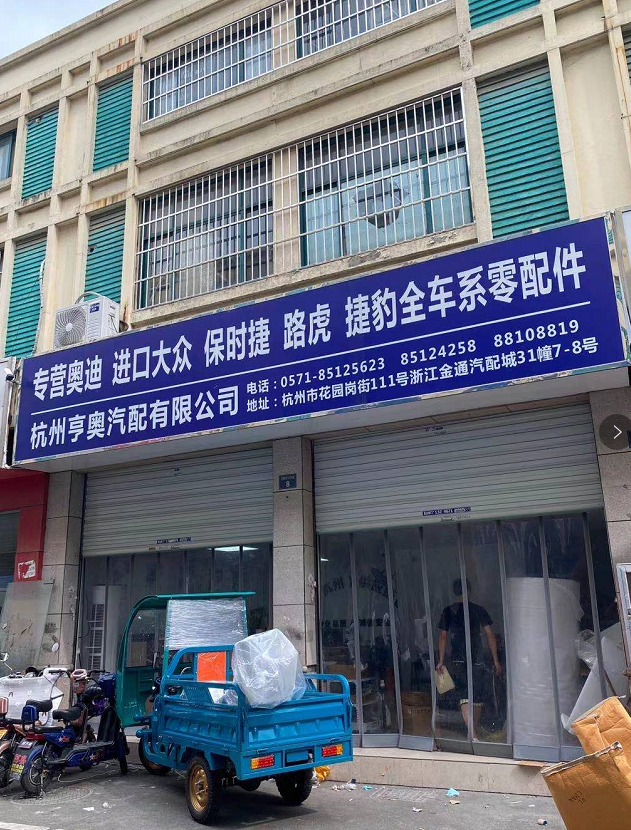 专营奥迪 进口大众 保时捷 路虎 捷豹全车系零配件
杭州亨奥汽配有限公司
电话：0571-85125623 85124258 88108819
地址：杭州市花园岗街111号浙江金通汽配城31幢7-8号
8